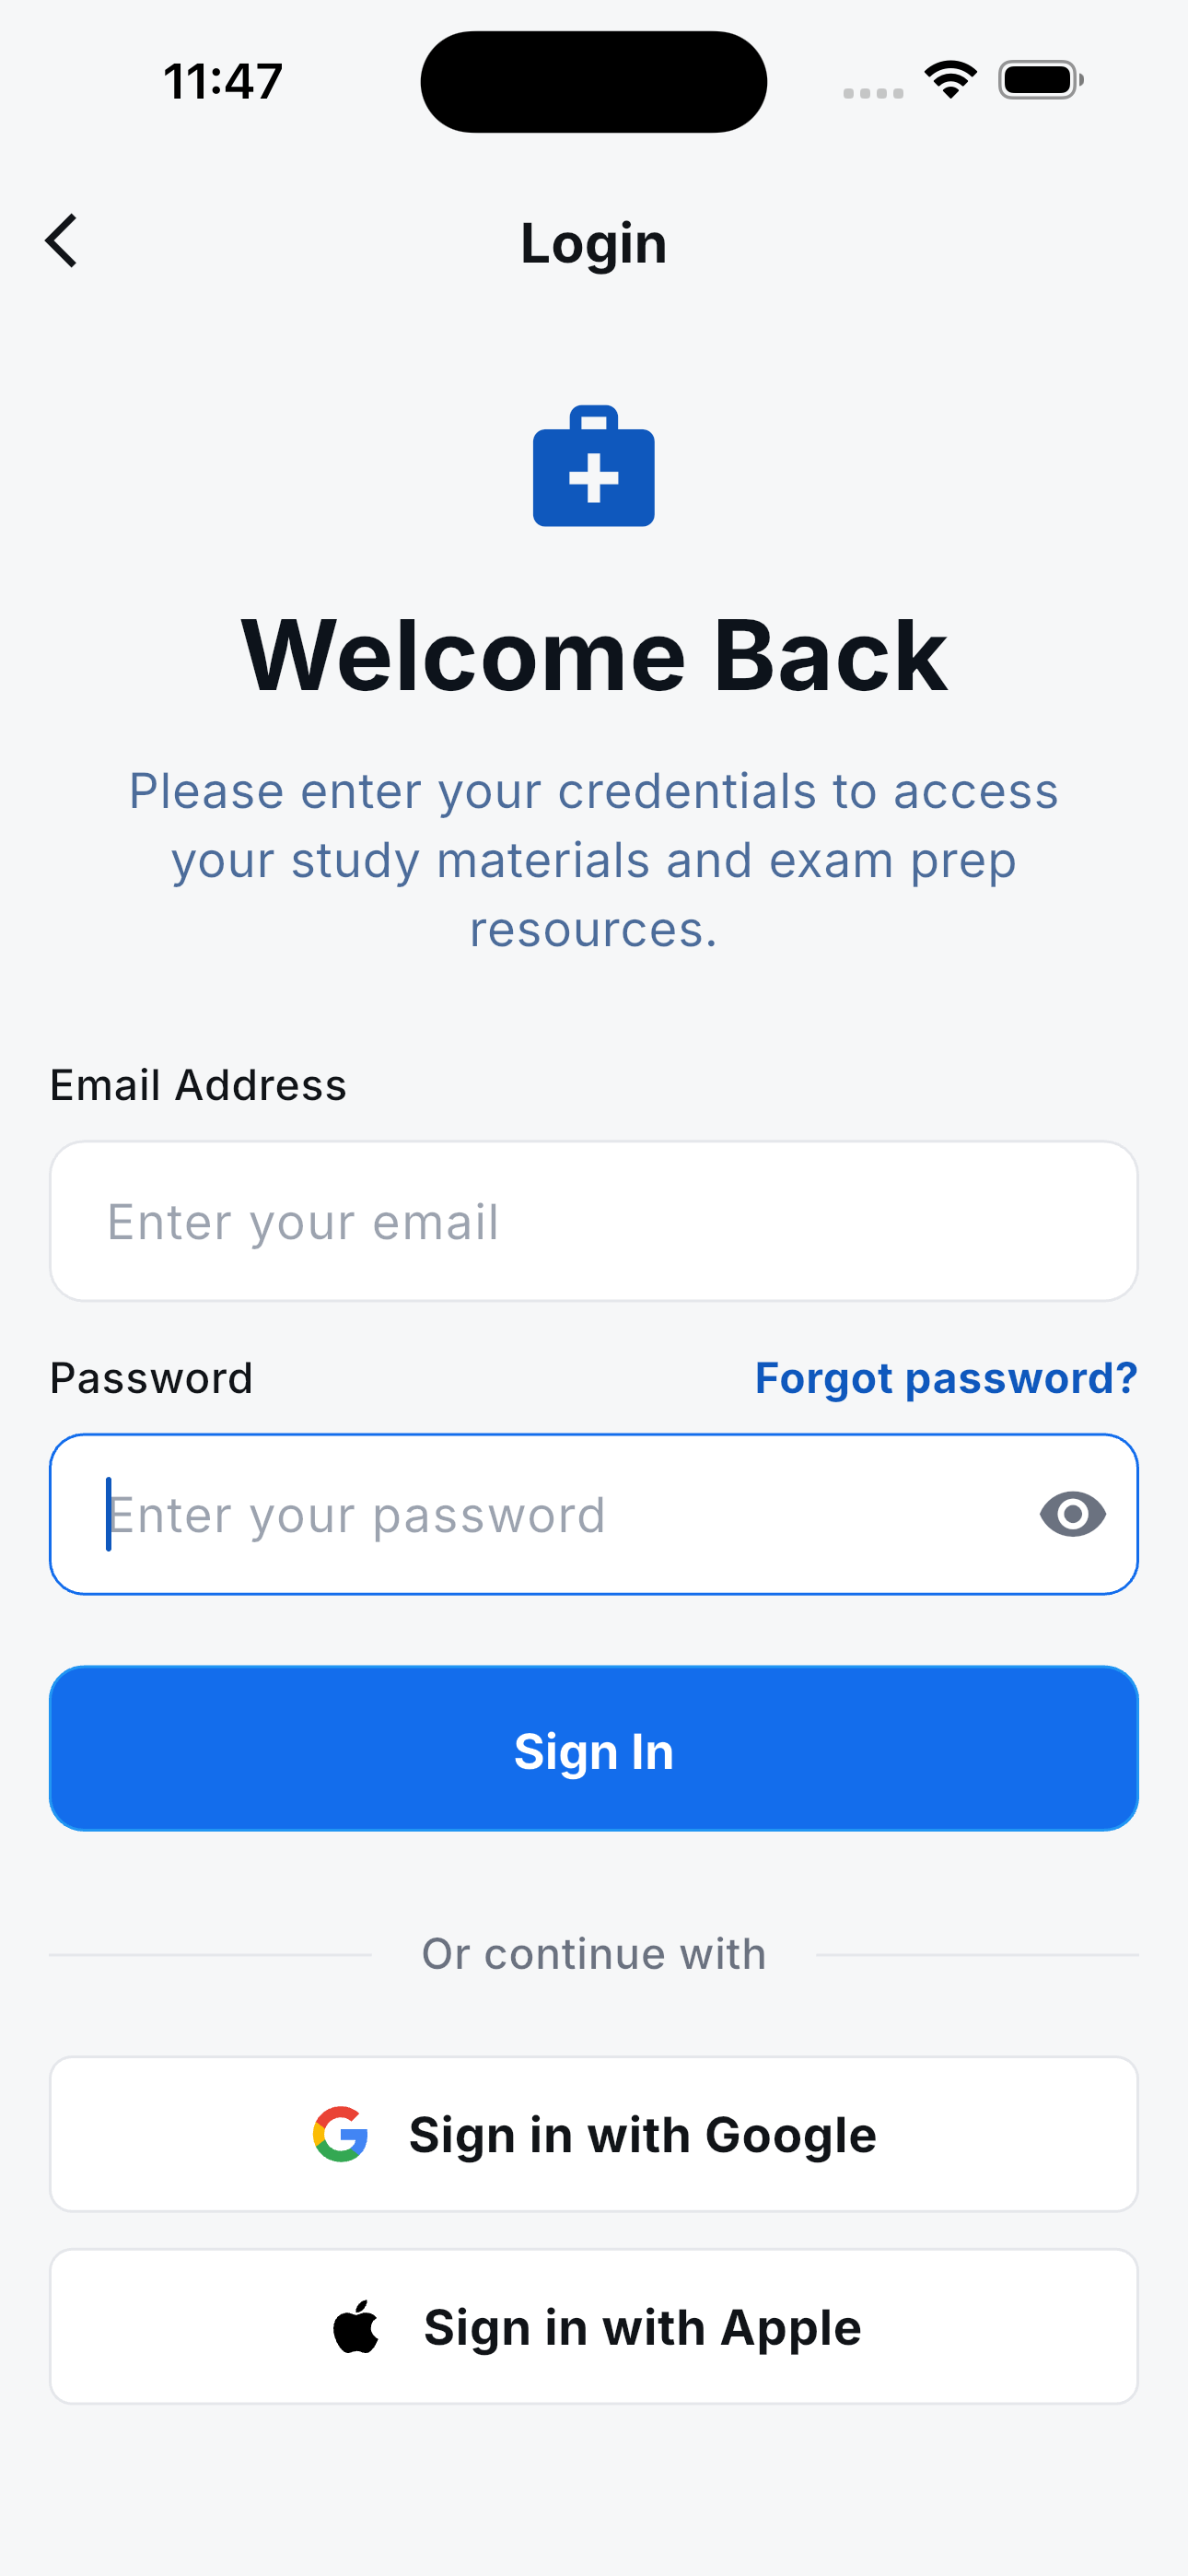 11:47
Login
Welcome Back
Please enter your credentials to access
your study materials and exam prep
resources.
Email Address
Enter your email
Password Forgot password?
Enter your password
Sign In
Or continue with
Sign in with Google
Sign in with Apple